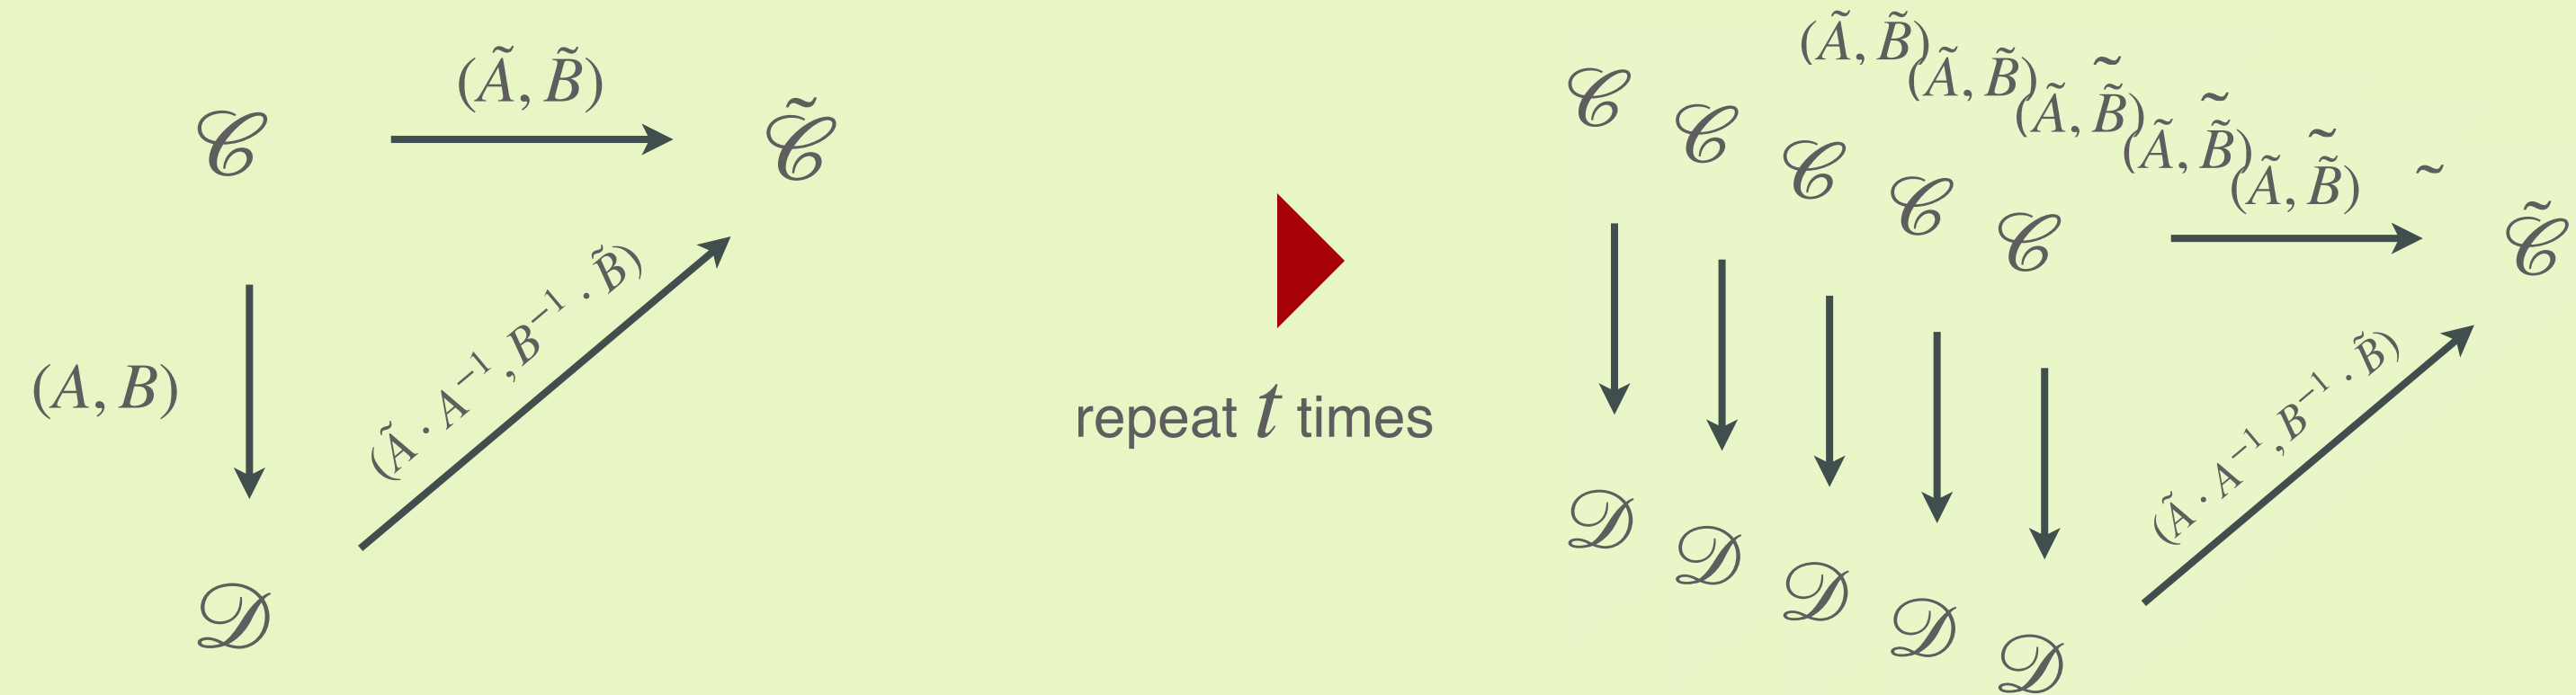 (Ã, B̃)
𝒞
𝒞̃
(A, B)
(Ã · A⁻¹, B⁻¹ · B̃)
𝒟
repeat t times
(Ã, B̃)
(Ã, B̃)
(Ã, B̃)
(Ã, B̃)
(Ã, B̃)
𝒞
𝒞
𝒞
𝒞
𝒞
𝒞̃
(Ã · A⁻¹, B⁻¹ · B̃)
𝒟
𝒟
𝒟
𝒟
𝒟